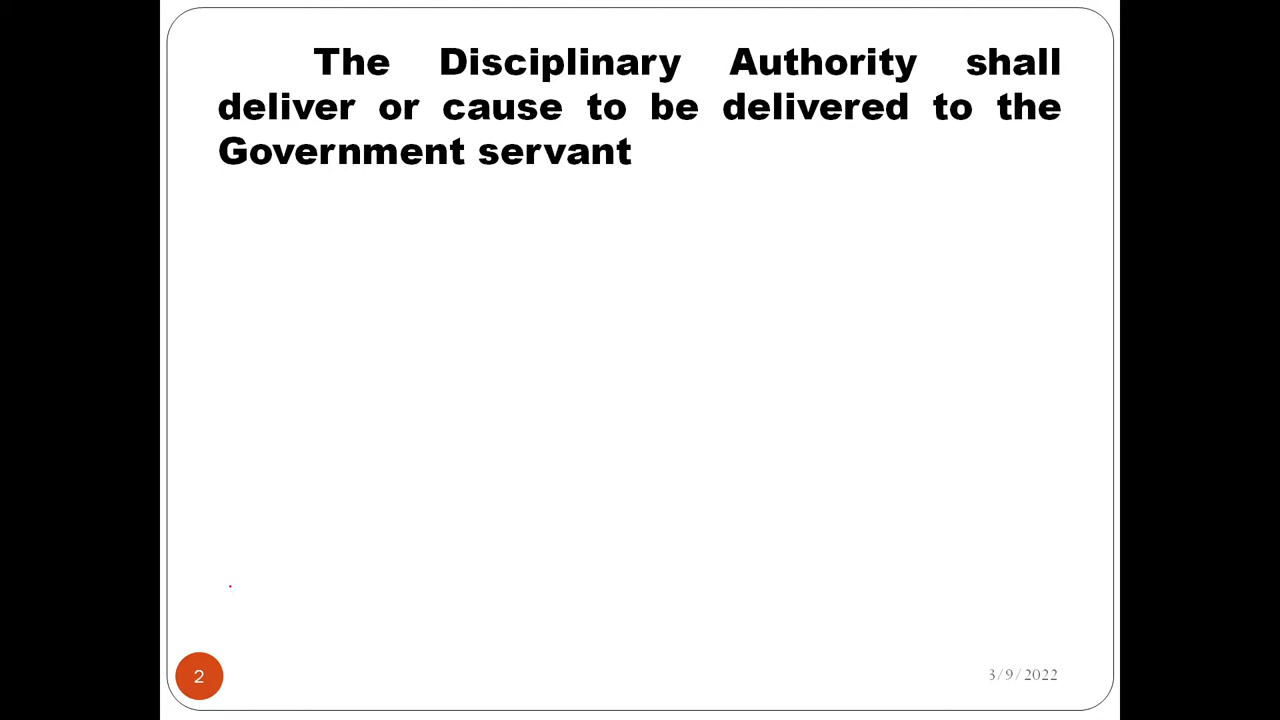 The Disciplinary Authority shall
deliver or cause to be delivered to the
Government servant
2
3/9/2022